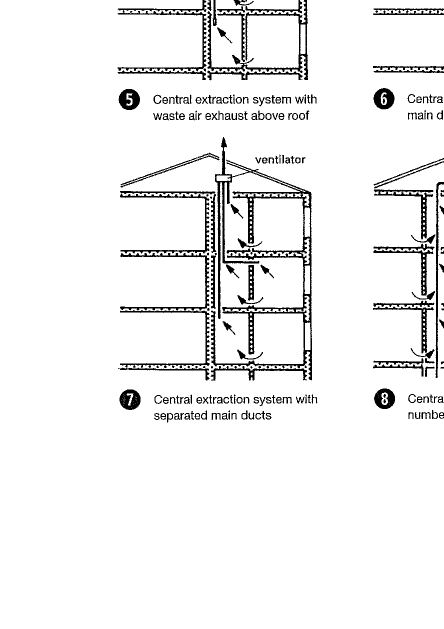 5 Central extraction system with
waste air exhaust above roof
6 Centra
main d
ventilator
7 Central extraction system with
separated main ducts
8 Centra
numbe